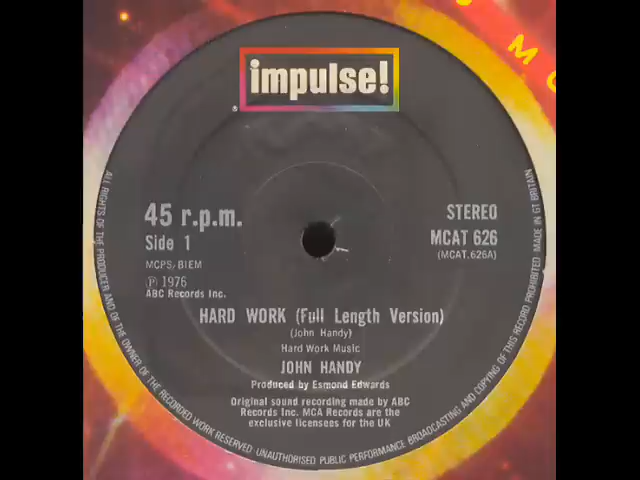 impulse!
®
45 r.p.m.
Side 1
MCPS/BIEM
℗ 1976
ABC Records Inc.
STEREO
MCAT 626
(MCAT.626A)
HARD WORK (Full Length Version)
(John Handy)
Hard Work Music
JOHN HANDY
Produced by Esmond Edwards
Original sound recording made by ABC
Records Inc. MCA Records are the
exclusive licensees for the UK
ALL RIGHTS OF THE PRODUCER AND OF THE OWNER OF THE RECORDED WORK RESERVED UNAUTHORISED PUBLIC PERFORMANCE BROADCASTING AND COPYING OF THIS RECORD PROHIBITED MADE IN GT BRITAIN